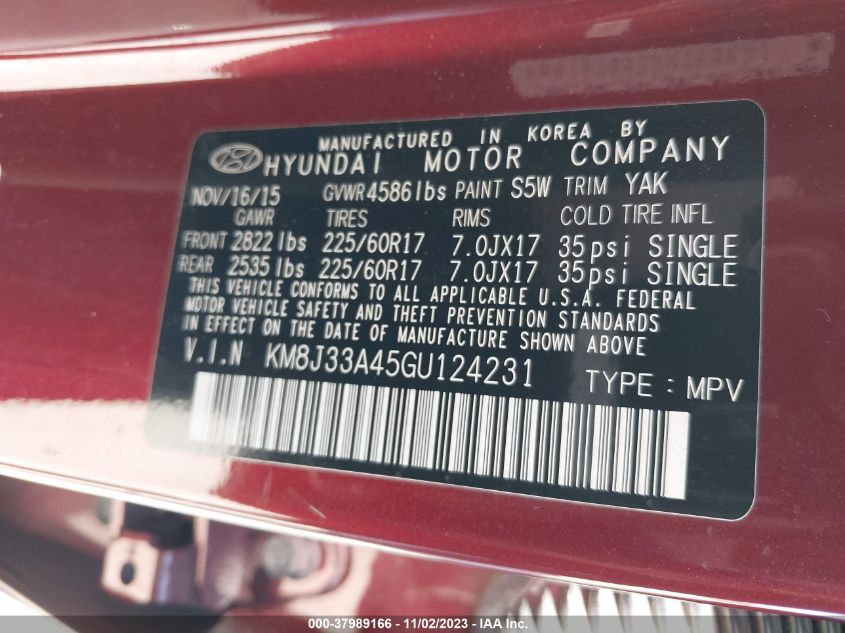 MANUFACTURED IN KOREA BY
HYUNDAI MOTOR COMPANY
NOV/16/15 GVWR 4586 lbs PAINT S5W TRIM YAK
GAWR TIRES RIMS COLD TIRE INFL
FRONT 2822 lbs 225/60R17 7.0JX17 35psi SINGLE
REAR 2535 lbs 225/60R17 7.0JX17 35psi SINGLE
THIS VEHICLE CONFORMS TO ALL APPLICABLE U.S.A. FEDERAL
MOTOR VEHICLE SAFETY AND THEFT PREVENTION STANDARDS
IN EFFECT ON THE DATE OF MANUFACTURE SHOWN ABOVE
V.I.N KM8J33A45GU124231 TYPE : MPV
000-37989166 - 11/02/2023 - iaai.com